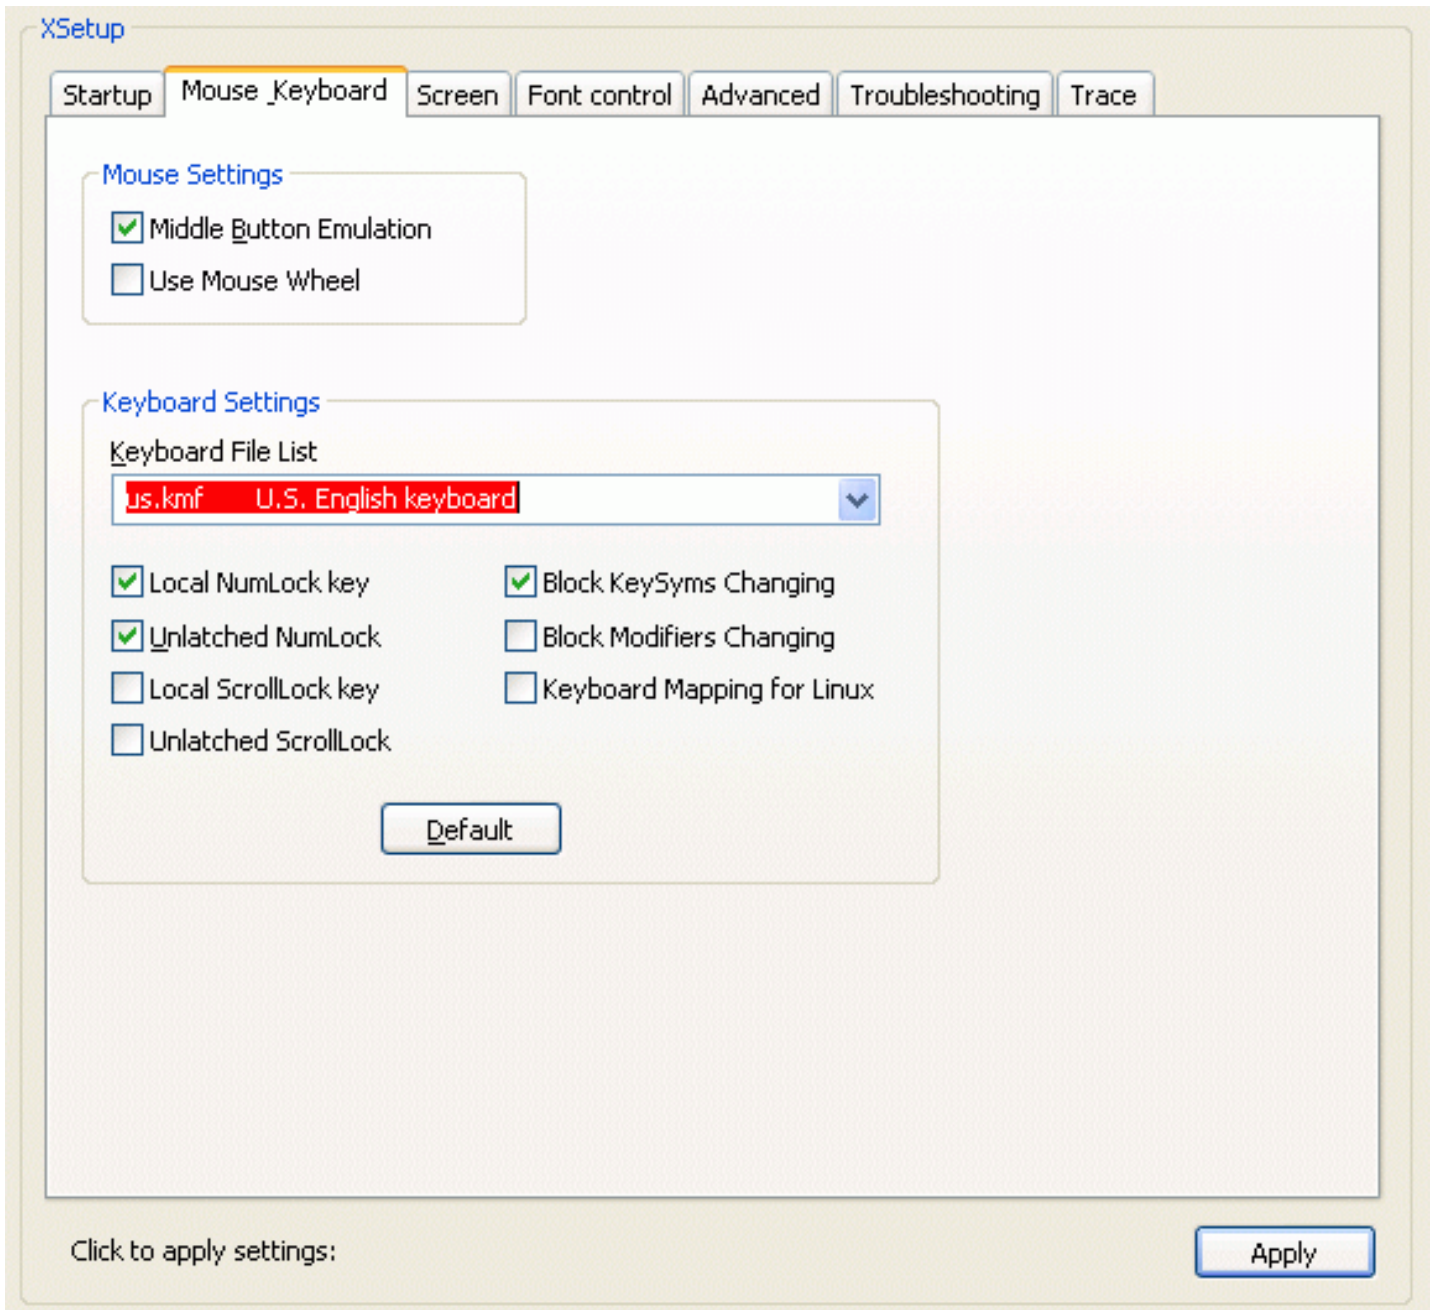 XSetup
Startup Mouse _Keyboard Screen Font control Advanced Troubleshooting Trace
Mouse Settings
Middle Button Emulation
Use Mouse Wheel
Keyboard Settings
Keyboard File List
us.kmf U.S. English keyboard
Local NumLock key Block KeySyms Changing
Unlatched NumLock Block Modifiers Changing
Local ScrollLock key Keyboard Mapping for Linux
Unlatched ScrollLock
Default
Click to apply settings: Apply